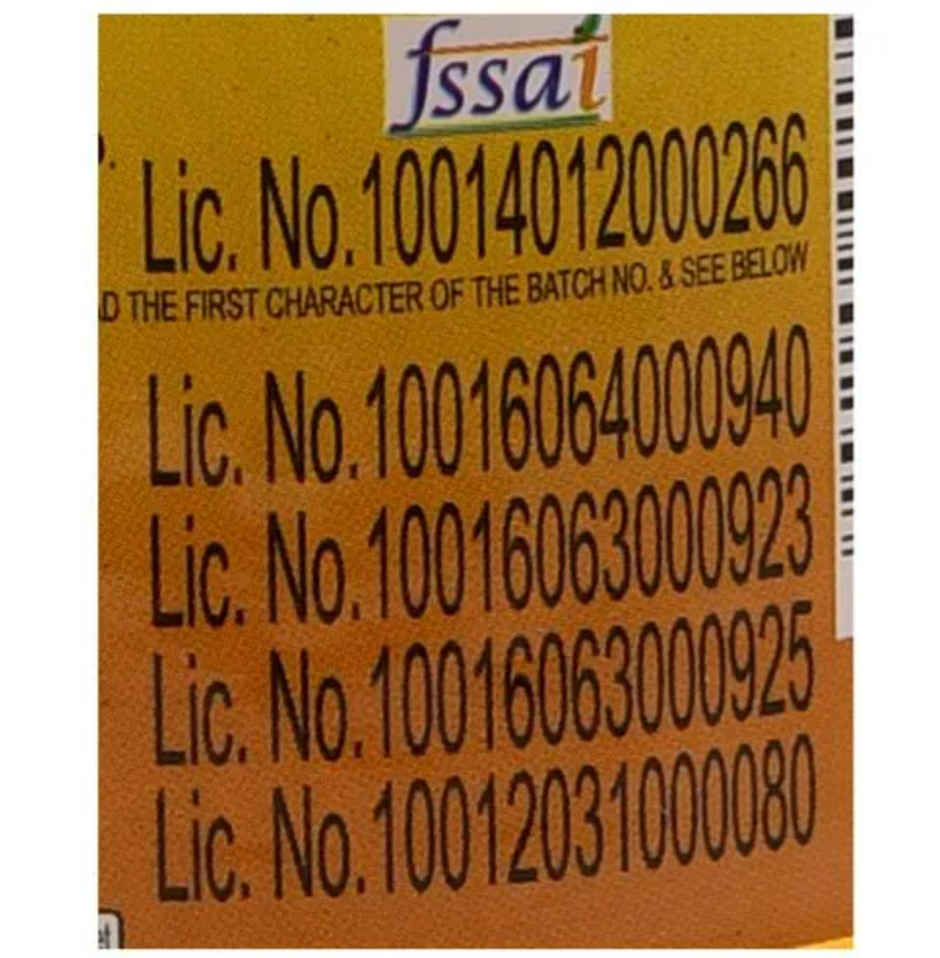 fssai
Lic. No.10014012000266
THE FIRST CHARACTER OF THE BATCH NO. & SEE BELOW
Lic. No.10016064000940
Lic. No.10016063000923
Lic. No.10016063000925
Lic. No.10012031000080